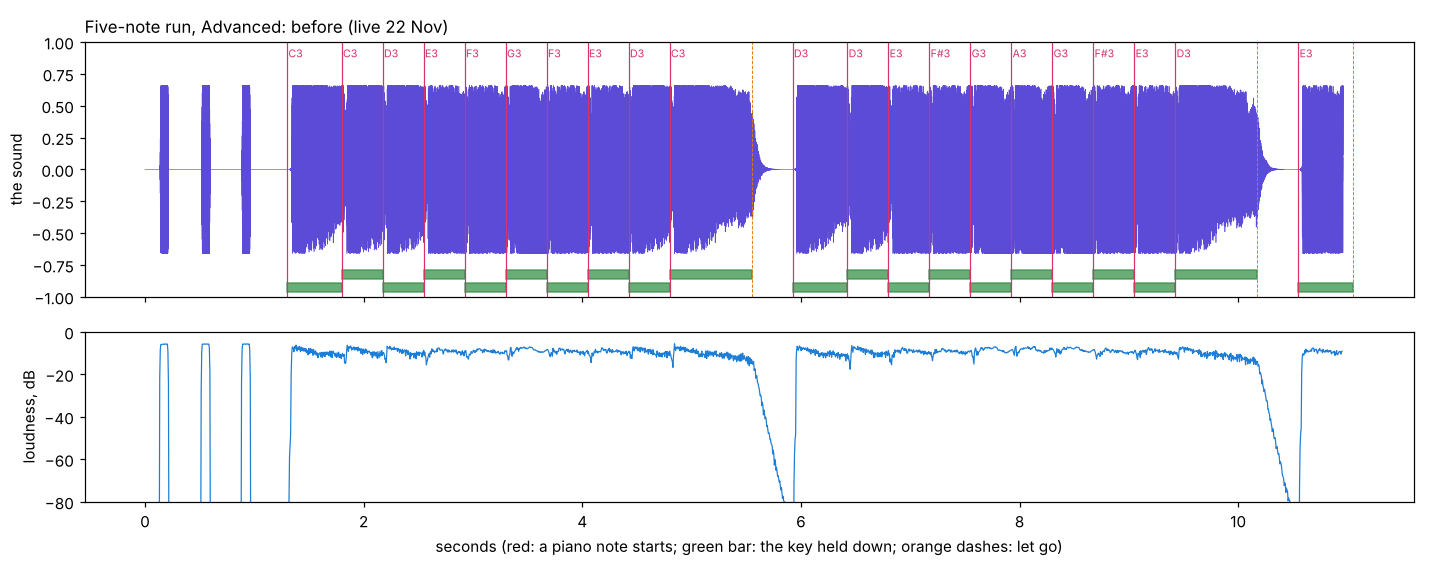 Five-note run, Advanced: before (live 22 Nov)
1.00
0.75
0.50
0.25
0.00
−0.25
−0.50
−0.75
−1.00
the sound
C3 C3 D3 E3 F3 G3 F3 E3 D3 C3 D3 D3 E3 F#3 G3 A3 G3 F#3 E3 D3 E3
0
−20
−40
−60
−80
loudness, dB
0 2 4 6 8 10
seconds (red: a piano note starts; green bar: the key held down; orange dashes: let go)